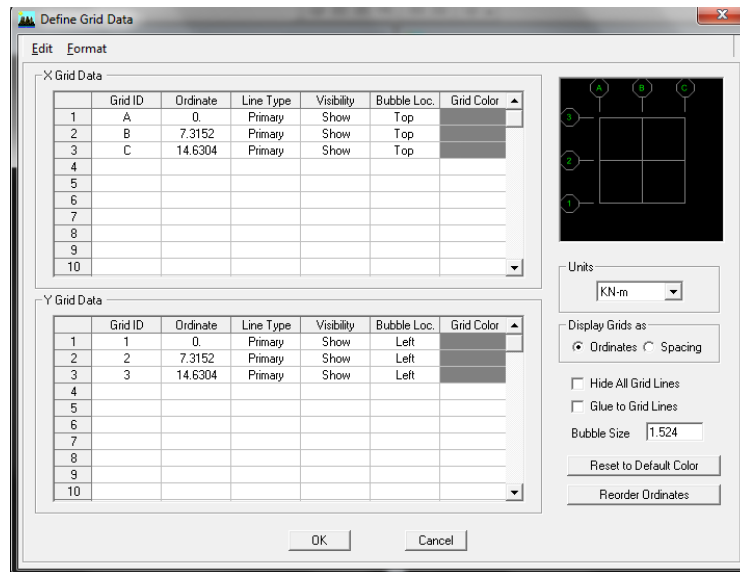 Define Grid Data
Edit Format
X Grid Data
Grid ID Ordinate Line Type Visibility Bubble Loc. Grid Color
1 A 0. Primary Show Top
2 B 7.3152 Primary Show Top
3 C 14.6304 Primary Show Top
4
5
6
7
8
9
10
Y Grid Data
Grid ID Ordinate Line Type Visibility Bubble Loc. Grid Color
1 1 0. Primary Show Left
2 2 7.3152 Primary Show Left
3 3 14.6304 Primary Show Left
4
5
6
7
8
9
10
A B C
3
2
1
Units
KN-m
Display Grids as
Ordinates Spacing
Hide All Grid Lines
Glue to Grid Lines
Bubble Size 1.524
Reset to Default Color
Reorder Ordinates
OK Cancel